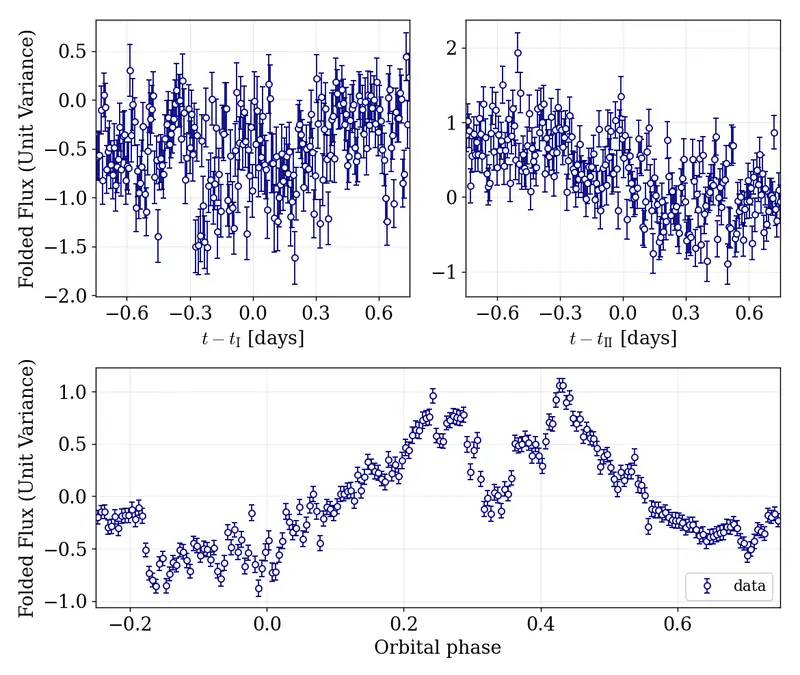 Folded Flux (Unit Variance)
0.5
0.0
−0.5
−1.0
−1.5
−2.0
−0.6 −0.3 0.0 0.3 0.6
t − tI [days]
2
1
0
−1
−0.6 −0.3 0.0 0.3 0.6
t − tII [days]
Folded Flux (Unit Variance)
1.0
0.5
0.0
−0.5
−1.0
−0.2 0.0 0.2 0.4 0.6
Orbital phase
data